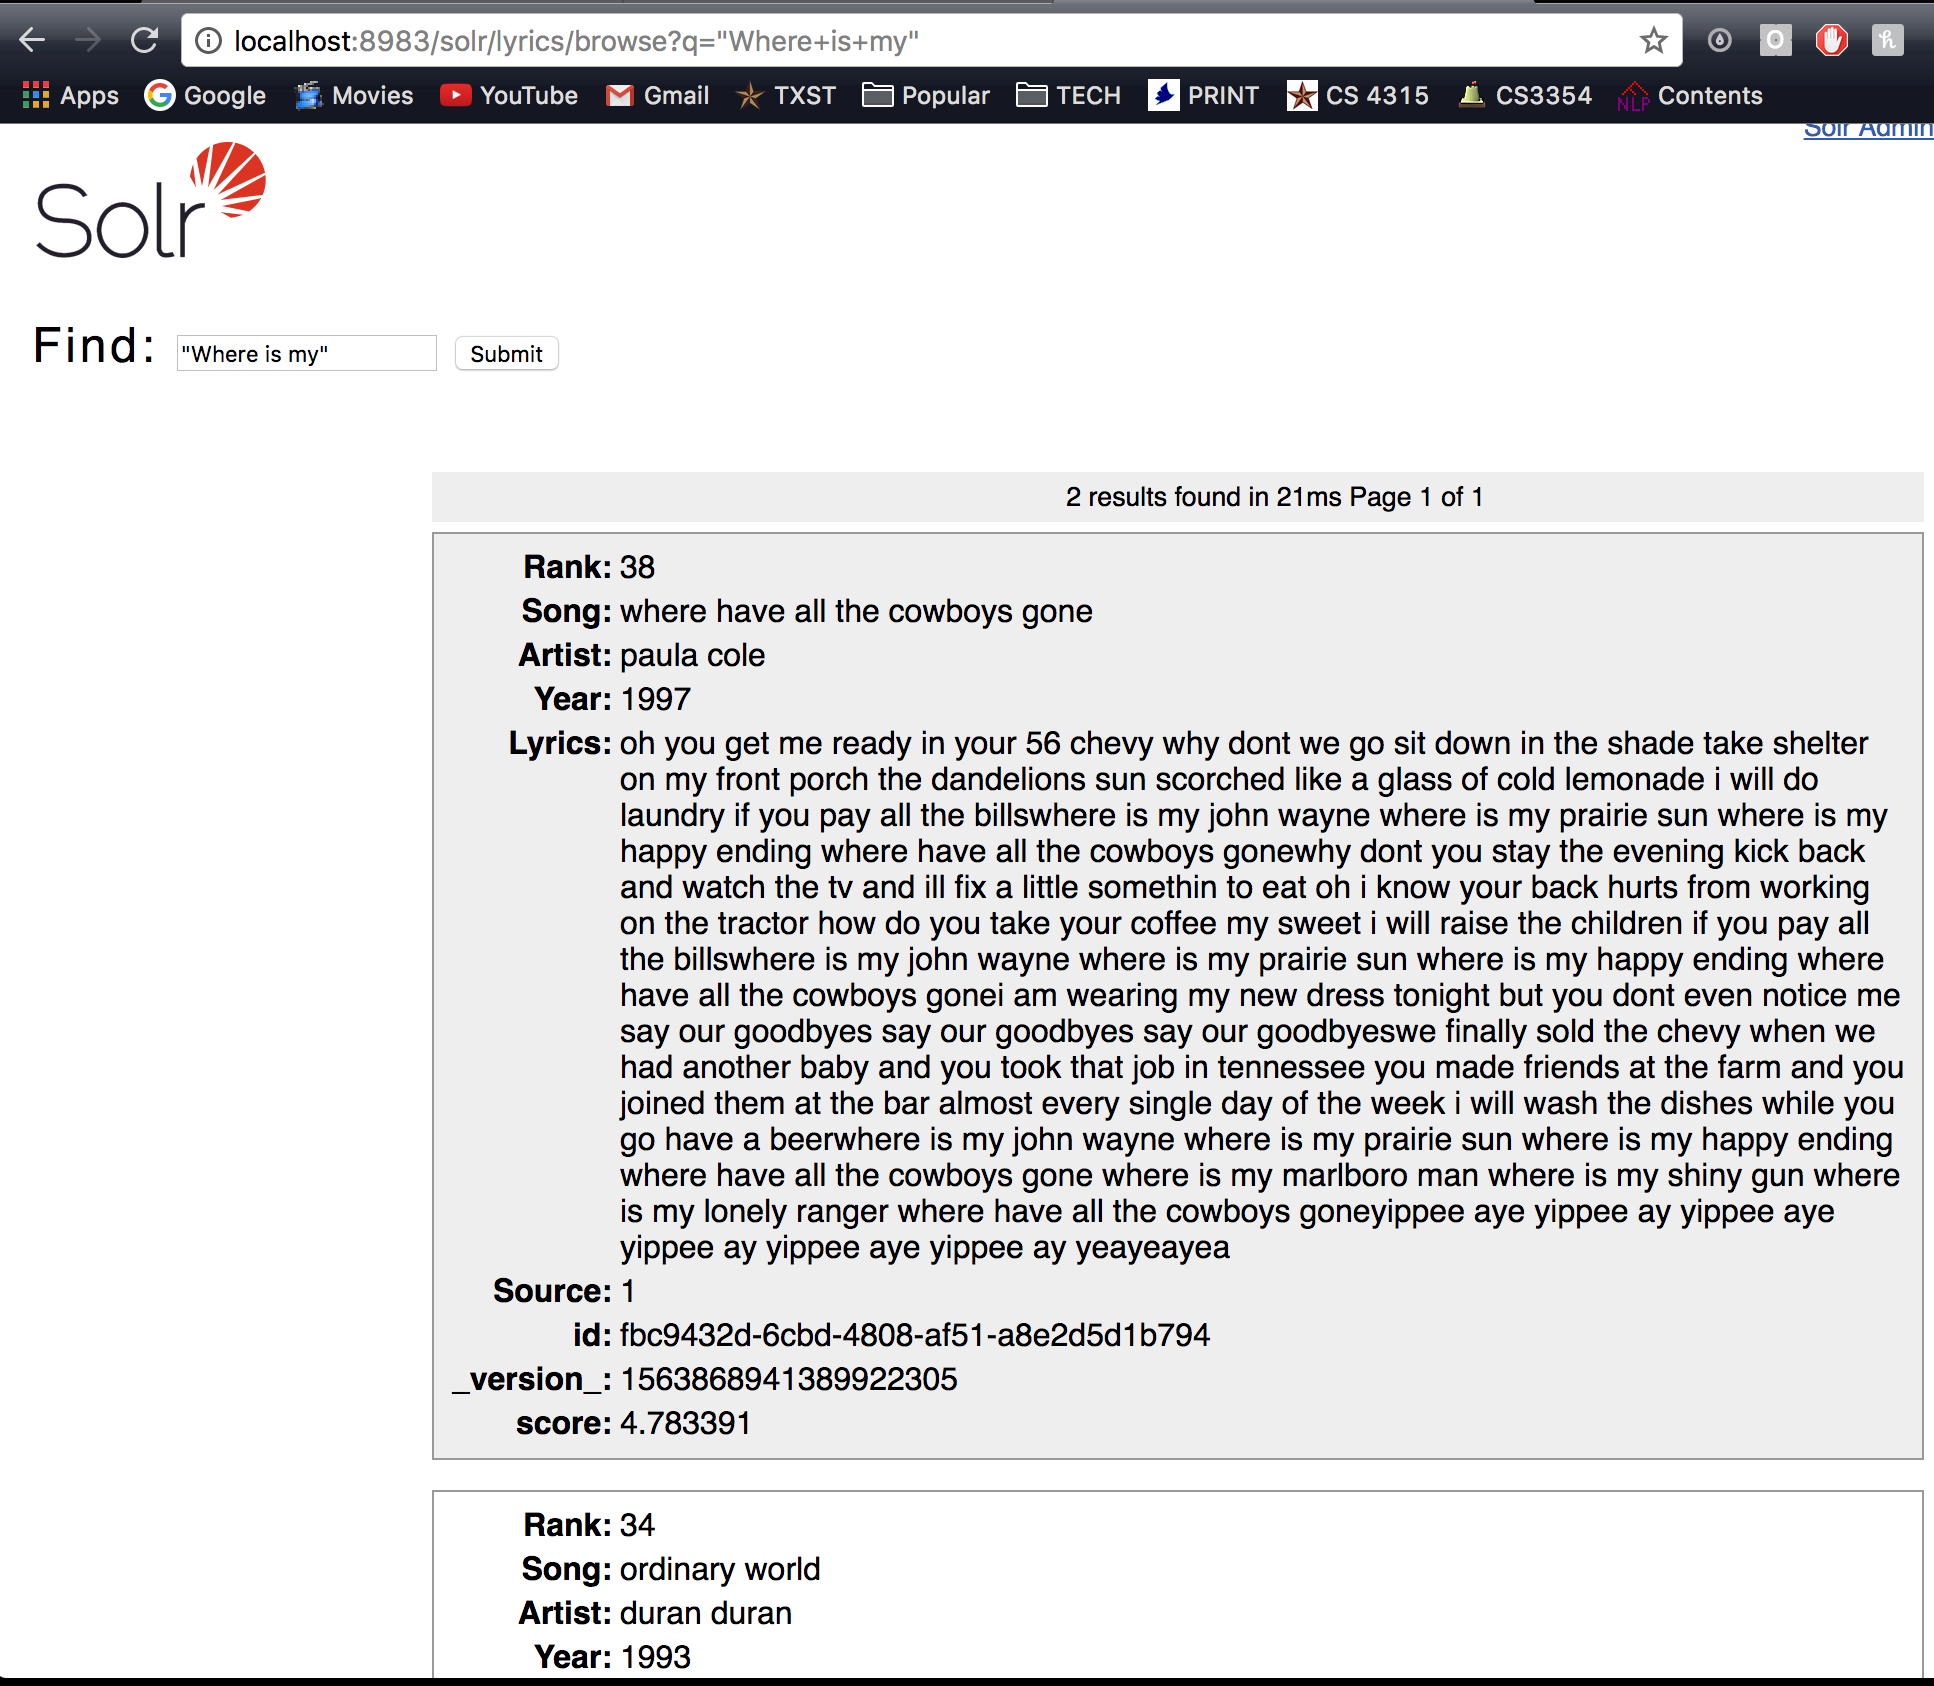 localhost:8983/solr/lyrics/browse?q="Where+is+my"
Apps Google Movies YouTube Gmail TXST Popular TECH PRINT CS 4315 CS3354 NLP Contents
Solr Admin
Solr
Find: "Where is my" Submit
2 results found in 21ms Page 1 of 1
Rank: 38
Song: where have all the cowboys gone
Artist: paula cole
Year: 1997
Lyrics: oh you get me ready in your 56 chevy why dont we go sit down in the shade take shelter
on my front porch the dandelions sun scorched like a glass of cold lemonade i will do
laundry if you pay all the billswhere is my john wayne where is my prairie sun where is my
happy ending where have all the cowboys gonewhy dont you stay the evening kick back
and watch the tv and ill fix a little somethin to eat oh i know your back hurts from working
on the tractor how do you take your coffee my sweet i will raise the children if you pay all
the billswhere is my john wayne where is my prairie sun where is my happy ending where
have all the cowboys gonei am wearing my new dress tonight but you dont even notice me
say our goodbyes say our goodbyes say our goodbyeswe finally sold the chevy when we
had another baby and you took that job in tennessee you made friends at the farm and you
joined them at the bar almost every single day of the week i will wash the dishes while you
go have a beerwhere is my john wayne where is my prairie sun where is my happy ending
where have all the cowboys gone where is my marlboro man where is my shiny gun where
is my lonely ranger where have all the cowboys goneyippee aye yippee ay yippee aye
yippee ay yippee aye yippee ay yeayeayea
Source: 1
id: fbc9432d-6cbd-4808-af51-a8e2d5d1b794
_version_: 1563868941389922305
score: 4.783391
Rank: 34
Song: ordinary world
Artist: duran duran
Year: 1993